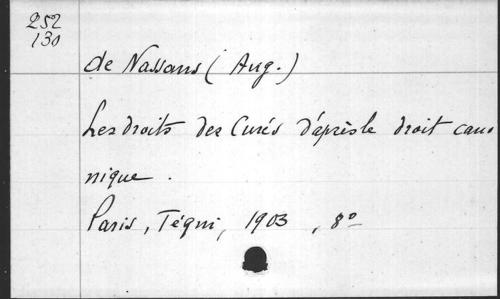 252
130
de Nassans (Aug.)
Les droits des Curés d'après le droit cano
nique.
Paris, Téqui, 1903, 8°